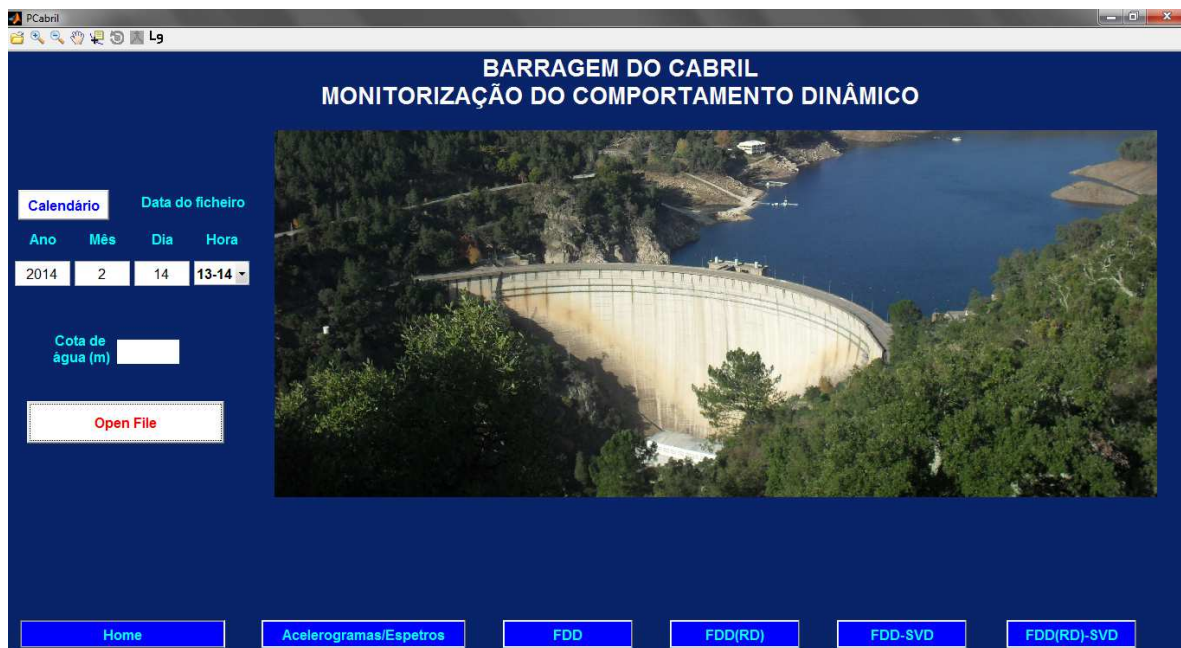 PCabril
Lg
BARRAGEM DO CABRIL
MONITORIZAÇÃO DO COMPORTAMENTO DINÂMICO
Calendário Data do ficheiro
Ano Mês Dia Hora
2014 2 14 13-14
Cota de
água (m)
Open File
Home Acelerogramas/Espetros FDD FDD(RD) FDD-SVD FDD(RD)-SVD